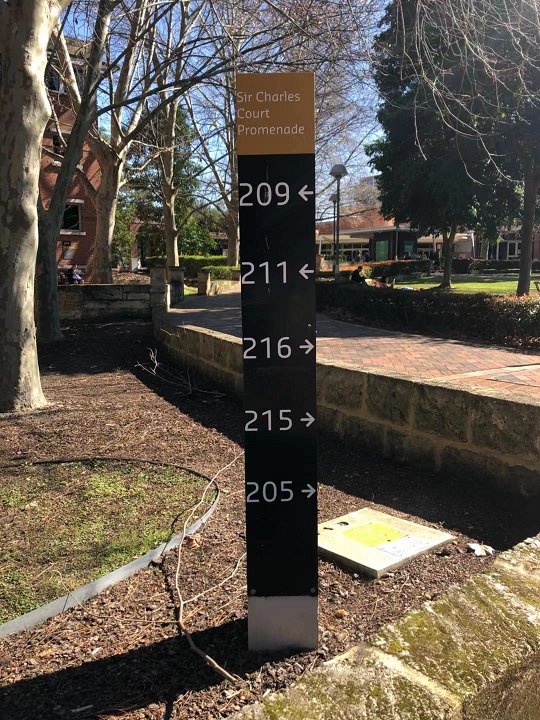 Sir Charles
Court
Promenade
209 ←
211 ←
216 →
215 →
205 →